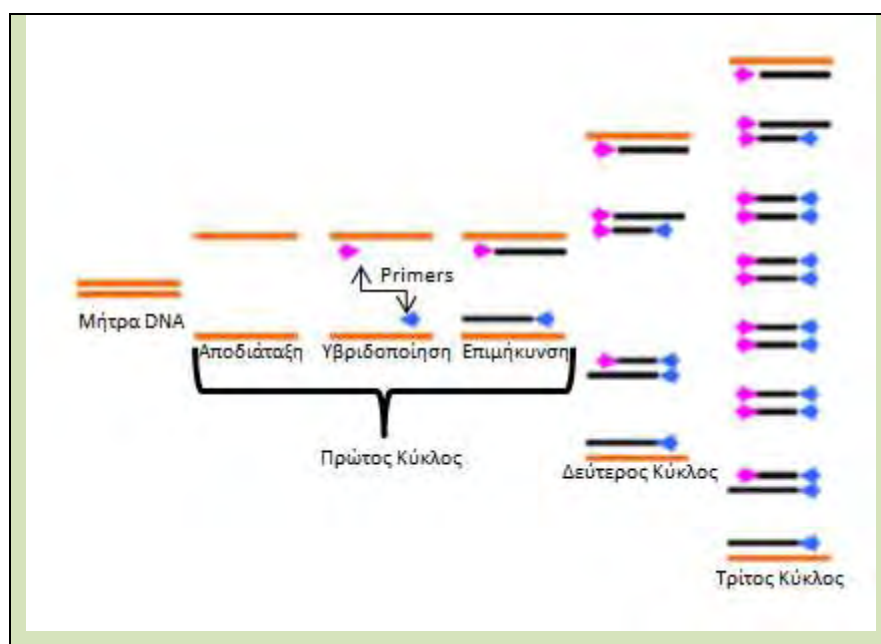 Primers
Μήτρα DNA
Αποδιάταξη
Υβριδοποίηση
Επιμήκυνση
Πρώτος Κύκλος
Δεύτερος Κύκλος
Τρίτος Κύκλος